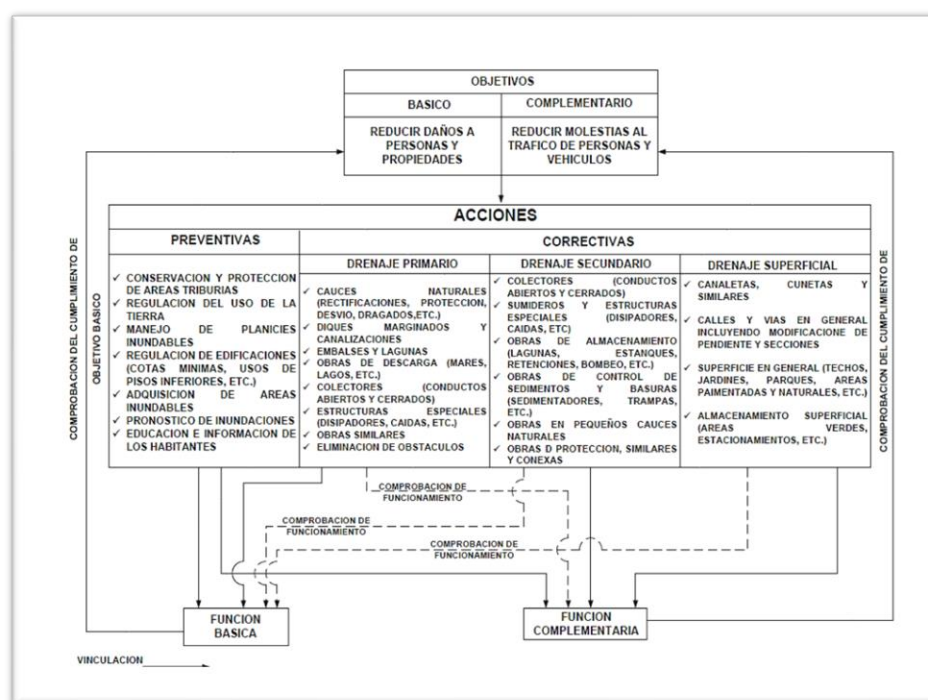 OBJETIVOS
BASICO
COMPLEMENTARIO
REDUCIR DAÑOS A
PERSONAS Y
PROPIEDADES
REDUCIR MOLESTIAS AL
TRAFICO DE PERSONAS Y
VEHICULOS
ACCIONES
PREVENTIVAS
CORRECTIVAS
✓ CONSERVACION Y PROTECCION
DE AREAS TRIBURIAS
✓ REGULACION DEL USO DE LA
TIERRA
✓ MANEJO DE PLANICIES
INUNDABLES
✓ REGULACION DE EDIFICACIONES
(COTAS MINIMAS, USOS DE
PISOS INFERIORES, ETC.)
✓ ADQUISICION DE AREAS
INUNDABLES
✓ PRONOSTICO DE INUNDACIONES
✓ EDUCACION E INFORMACION DE
LOS HABITANTES
DRENAJE PRIMARIO
✓ CAUCES NATURALES
(RECTIFICACIONES, PROTECCION,
DESVIO, DRAGADOS,ETC.)
✓ DIQUES MARGINADOS Y
CANALIZACIONES
✓ EMBALSES Y LAGUNAS
✓ OBRAS DE DESCARGA (MARES,
LAGOS, ETC.)
✓ COLECTORES (CONDUCTOS
ABIERTOS Y CERRADOS)
✓ ESTRUCTURAS ESPECIALES
(DISIPADORES, CAIDAS, ETC.)
✓ OBRAS SIMILARES
✓ ELIMINACION DE OBSTACULOS
DRENAJE SECUNDARIO
✓ COLECTORES (CONDUCTOS
ABIERTOS Y CERRADOS)
✓ SUMIDEROS Y ESTRUCTURAS
ESPECIALES (DISIPADORES,
CAIDAS, ETC)
✓ OBRAS DE ALMACENAMIENTO
(LAGUNAS, ESTANQUES,
RETENCIONES, BOMBEO, ETC.)
✓ OBRAS DE CONTROL DE
SEDIMENTOS Y BASURAS
(SEDIMENTADORES, TRAMPAS,
ETC.)
✓ OBRAS EN PEQUEÑOS CAUCES
NATURALES
✓ OBRAS D PROTECCION, SIMILARES
Y CONEXAS
DRENAJE SUPERFICIAL
✓ CANALETAS, CUNETAS Y
SIMILARES
✓ CALLES Y VIAS EN GENERAL
INCLUYENDO MODIFICACIONE DE
PENDIENTE Y SECCIONES
✓ SUPERFICIE EN GENERAL (TECHOS,
JARDINES, PARQUES, AREAS
PAIMENTADAS Y NATURALES, ETC.)
✓ ALMACENAMIENTO SUPERFICIAL
(AREAS VERDES,
ESTACIONAMIENTOS, ETC.)
COMPROBACION DEL CUMPLIMIENTO DE
OBJETIVO BASICO
COMPROBACION DEL CUMPLIMIENTO DE
COMPROBACION DE
FUNCIONAMIENTO
COMPROBACION DE
FUNCIONAMIENTO
COMPROBACION DE
FUNCIONAMIENTO
FUNCION
BASICA
FUNCION
COMPLEMENTARIA
VINCULACION